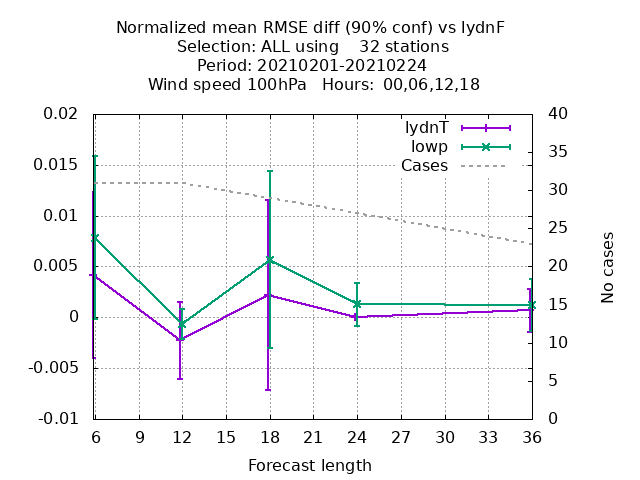 Normalized mean RMSE diff (90% conf) vs lydnF
Selection: ALL using    32 stations
Period: 20210201-20210224
Wind speed 100hPa   Hours: 00,06,12,18
0.02
0.015
0.01
0.005
0
-0.005
-0.01
40
35
30
25
20
15
10
5
0
lydnT
lowp
Cases
No cases
6 9 12 15 18 21 24 27 30 33 36
Forecast length